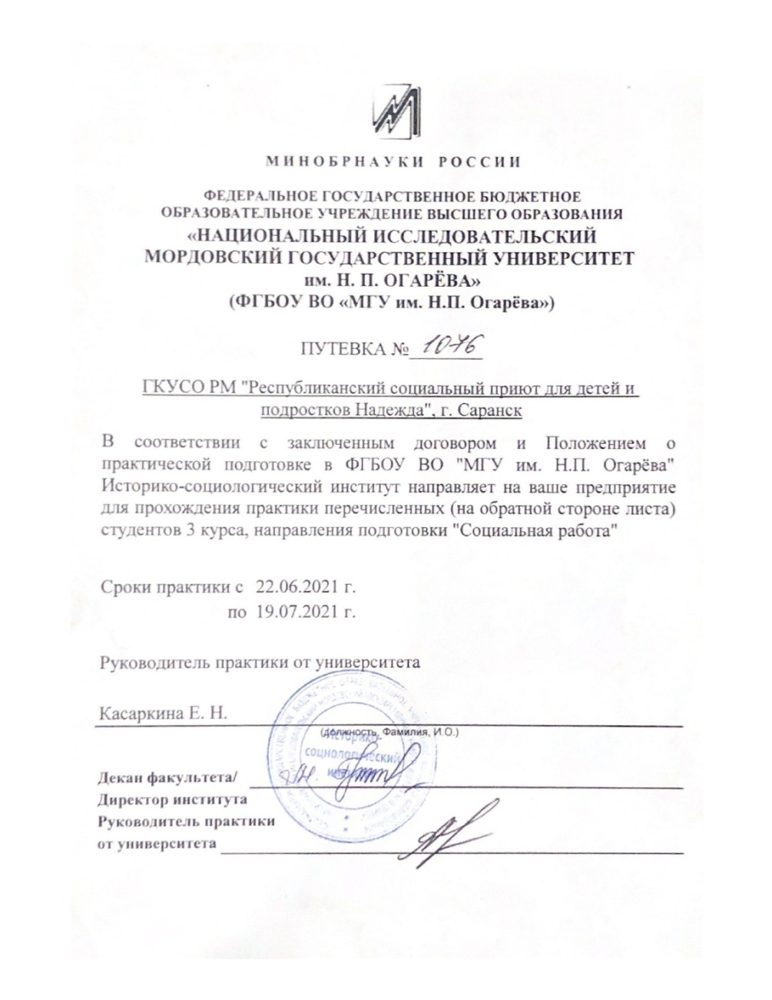 МИНОБРНАУКИ РОССИИ
ФЕДЕРАЛЬНОЕ ГОСУДАРСТВЕННОЕ БЮДЖЕТНОЕ
ОБРАЗОВАТЕЛЬНОЕ УЧРЕЖДЕНИЕ ВЫСШЕГО ОБРАЗОВАНИЯ
«НАЦИОНАЛЬНЫЙ ИССЛЕДОВАТЕЛЬСКИЙ
МОРДОВСКИЙ ГОСУДАРСТВЕННЫЙ УНИВЕРСИТЕТ
им. Н. П. ОГАРЁВА»
(ФГБОУ ВО «МГУ им. Н.П. Огарёва»)
ПУТЕВКА № 1076
ГКУСО РМ "Республиканский социальный приют для детей и
подростков Надежда", г. Саранск
В соответствии с заключенным договором и Положением о
практической подготовке в ФГБОУ ВО "МГУ им. Н.П. Огарёва"
Историко-социологический институт направляет на ваше предприятие
для прохождения практики перечисленных (на обратной стороне листа)
студентов 3 курса, направления подготовки "Социальная работа"
Сроки практики с 22.06.2021 г.
по 19.07.2021 г.
Руководитель практики от университета
Касаркина Е. Н.
(должность, Фамилия, И.О.)
Историко-
социологический
институт
Декан факультета/
Директор института
Руководитель практики
от университета